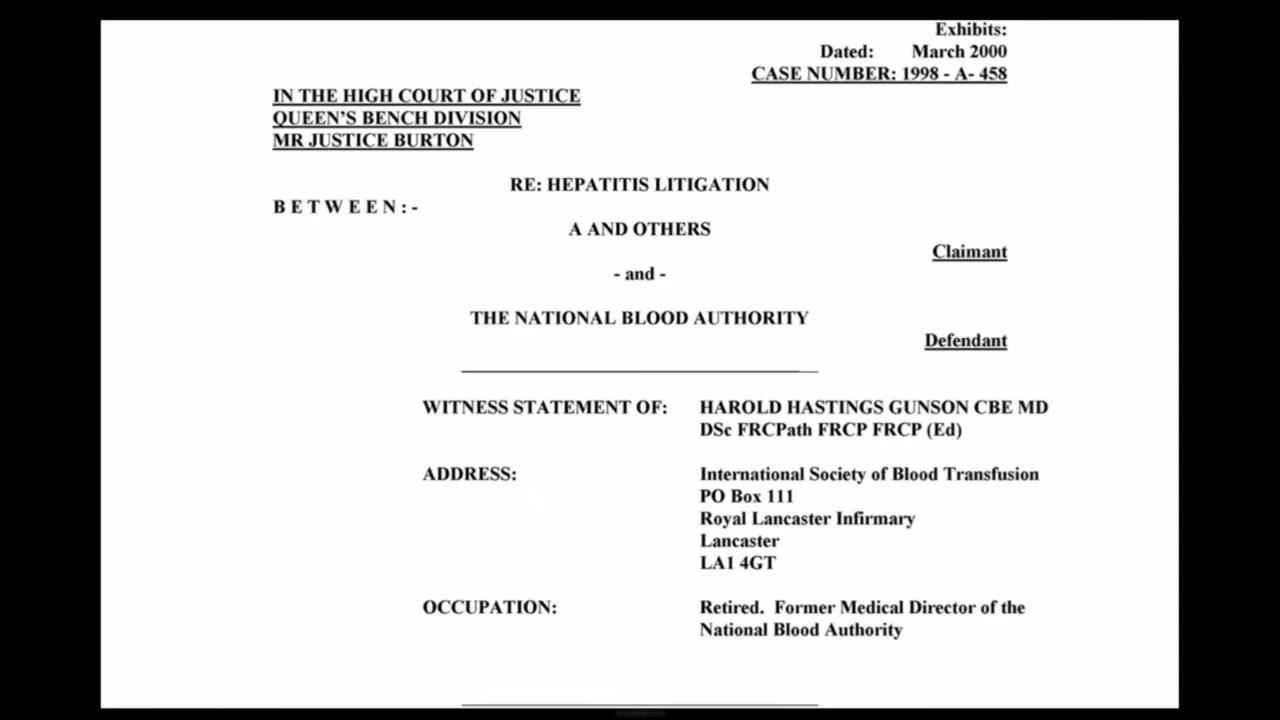 Exhibits:
Dated: March 2000
CASE NUMBER: 1998 - A- 458
IN THE HIGH COURT OF JUSTICE
QUEEN'S BENCH DIVISION
MR JUSTICE BURTON
RE: HEPATITIS LITIGATION
B E T W E E N : -
A AND OTHERS
Claimant
- and -
THE NATIONAL BLOOD AUTHORITY
Defendant
WITNESS STATEMENT OF: HAROLD HASTINGS GUNSON CBE MD
DSc FRCPath FRCP FRCP (Ed)
ADDRESS: International Society of Blood Transfusion
PO Box 111
Royal Lancaster Infirmary
Lancaster
LA1 4GT
OCCUPATION: Retired. Former Medical Director of the
National Blood Authority